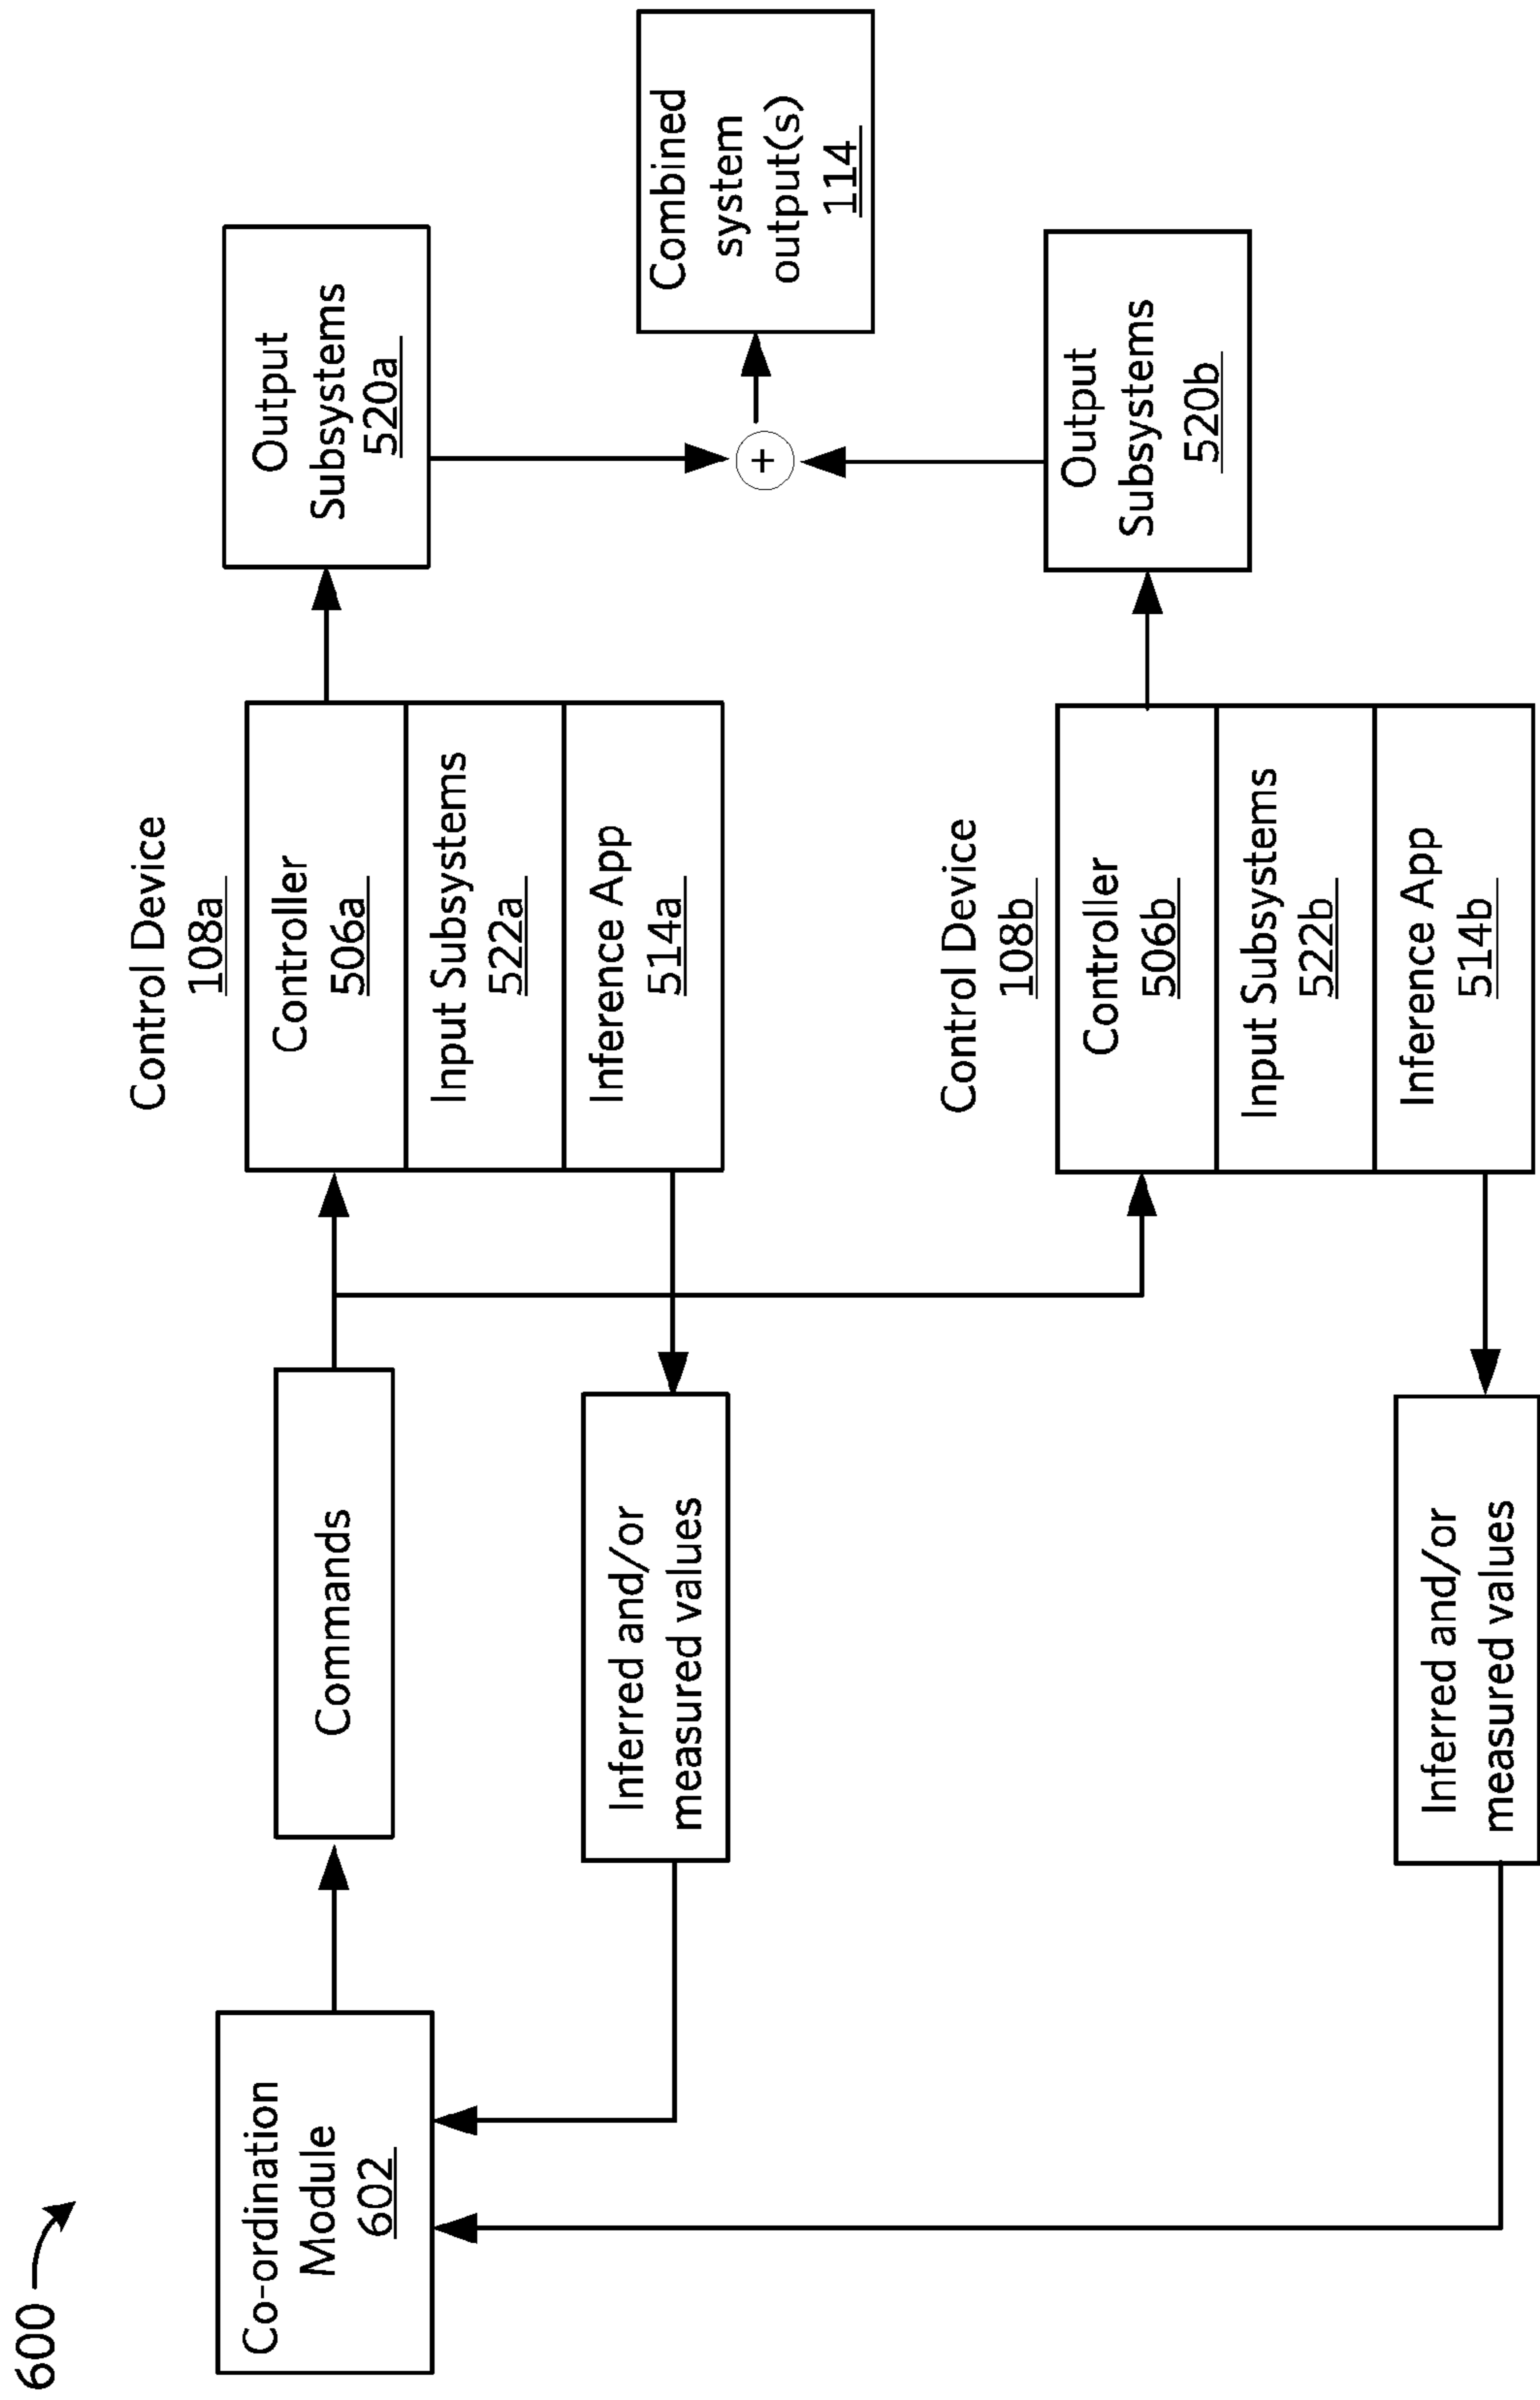 600
Co-ordination
Module
602
Commands
Inferred and/or
measured values
Inferred and/or
measured values
Control Device
108a
Controller
506a
Input Subsystems
522a
Inference App
514a
Control Device
108b
Controller
506b
Input Subsystems
522b
Inference App
514b
Output
Subsystems
520a
+
Output
Subsystems
520b
Combined
system
output(s)
114